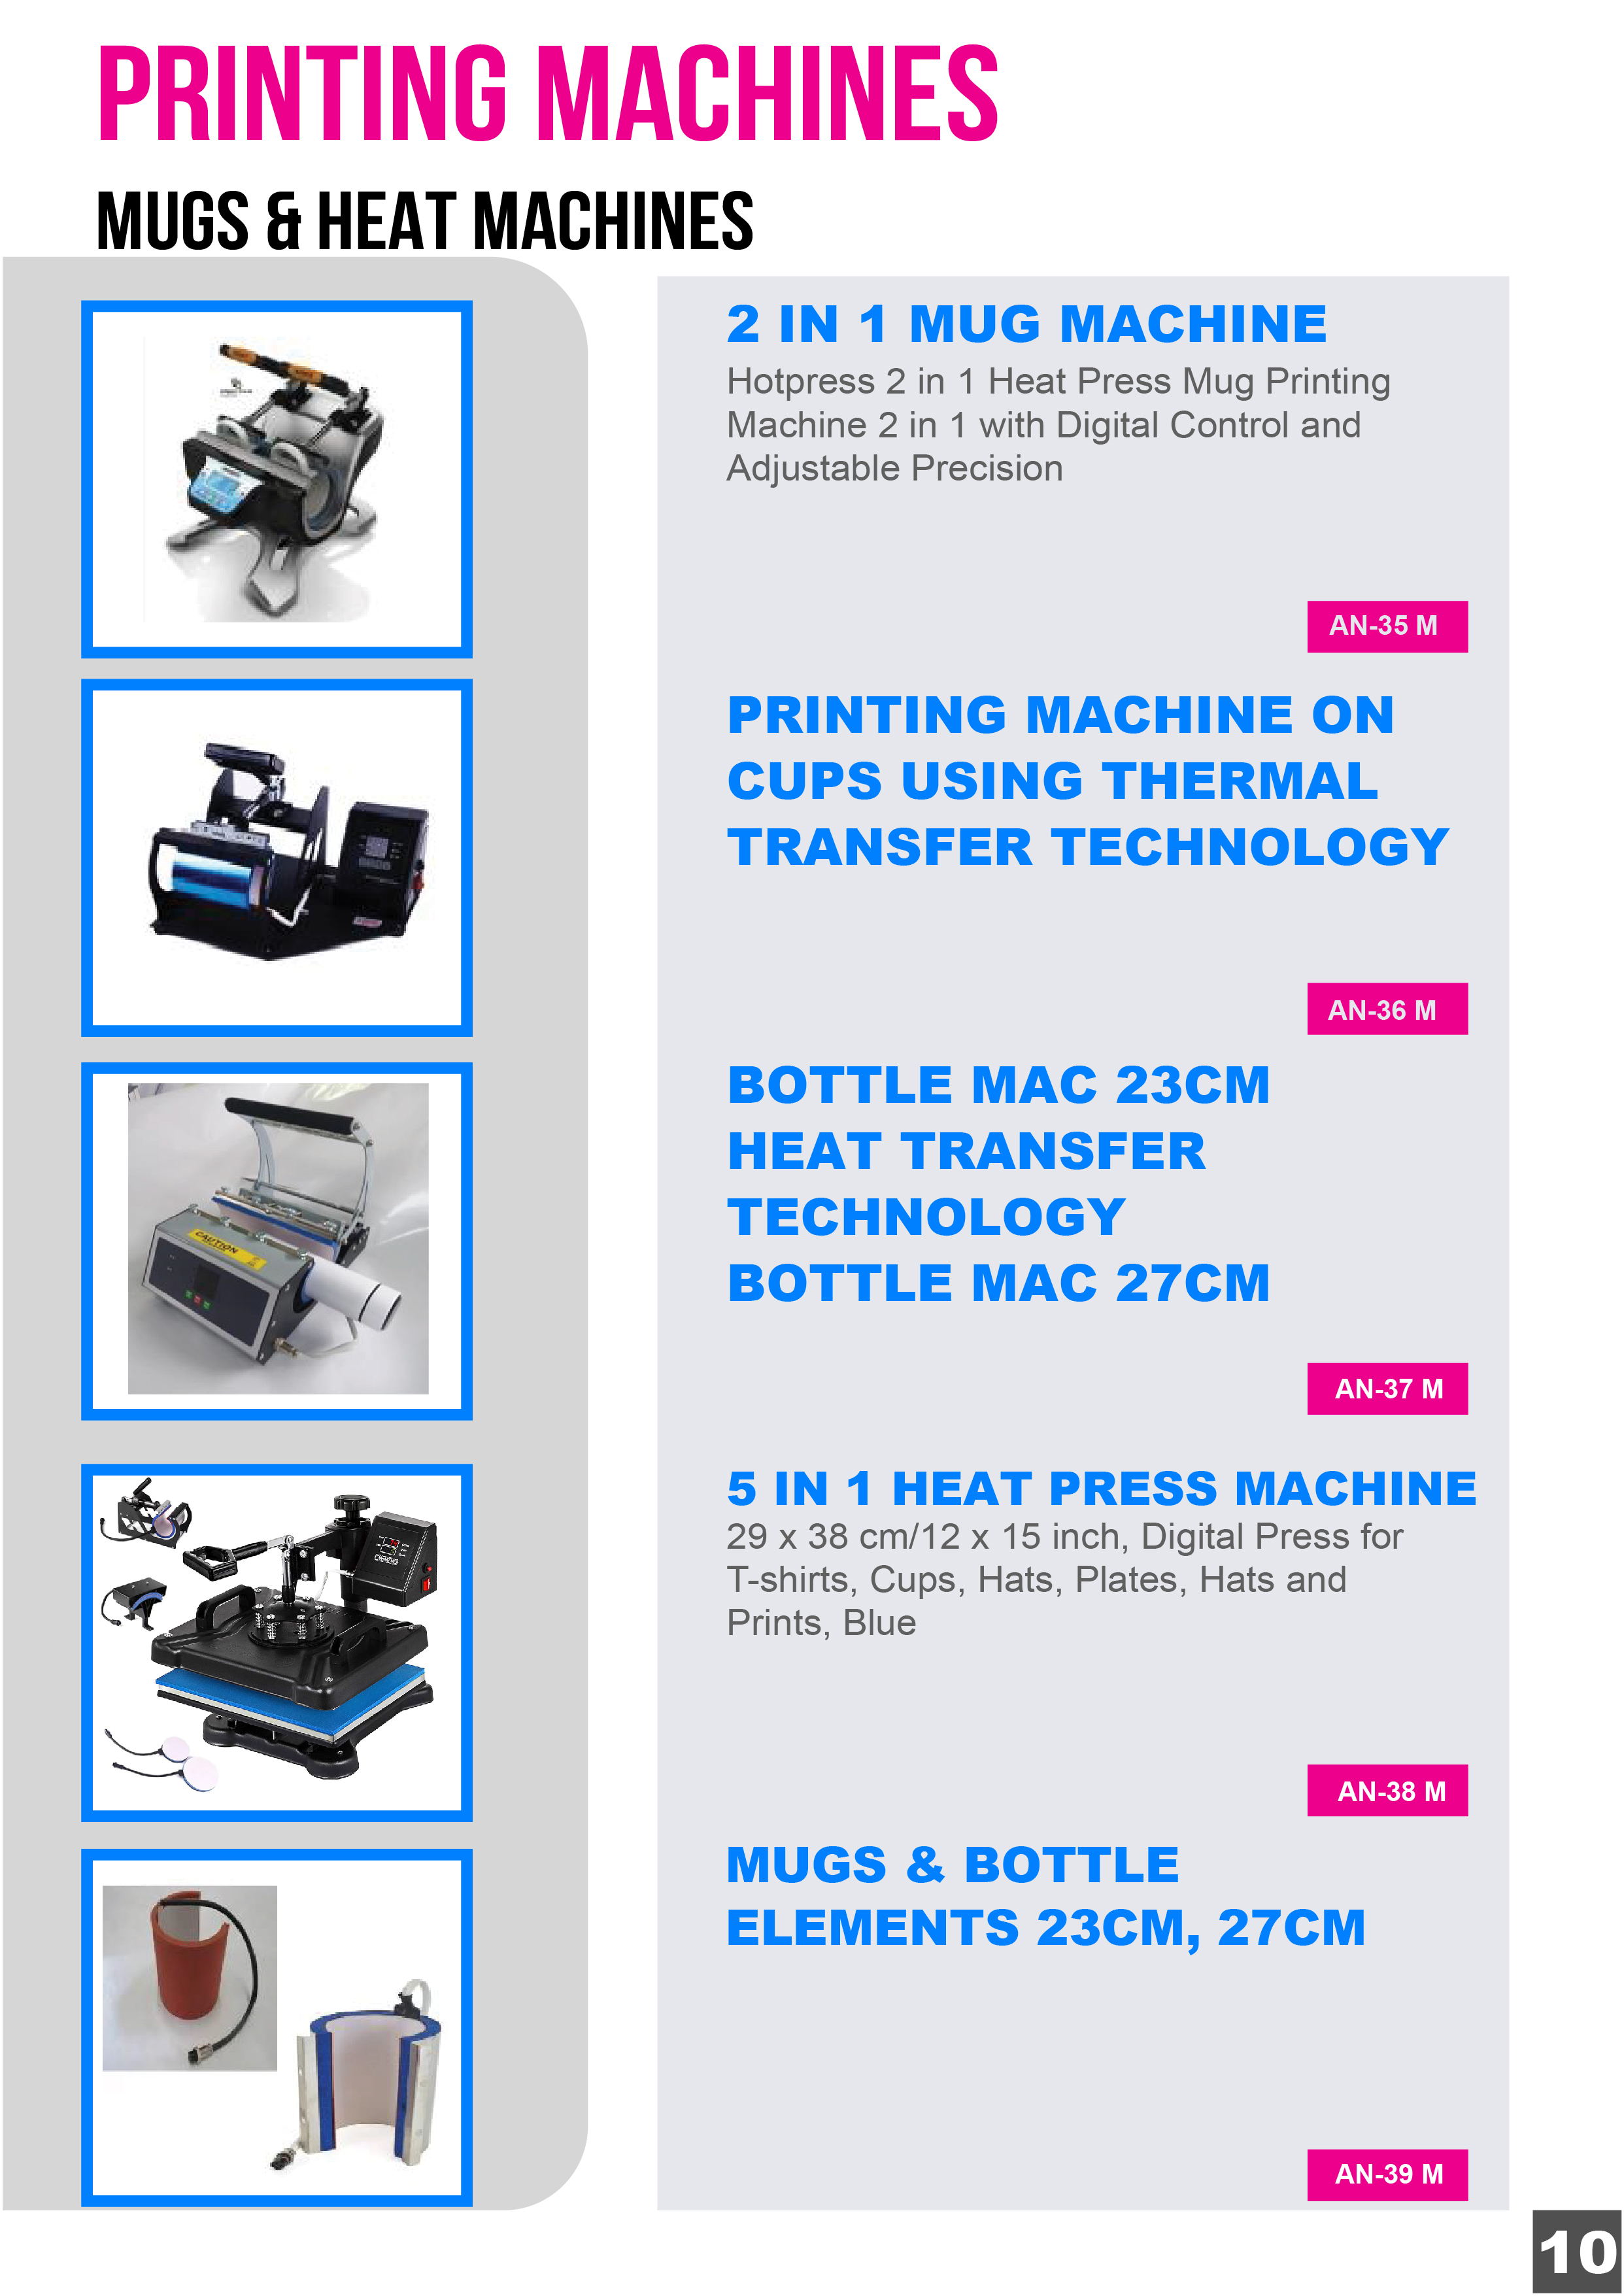 PRINTING MACHINES
MUGS & HEAT MACHINES
2 IN 1 MUG MACHINE
Hotpress 2 in 1 Heat Press Mug Printing
Machine 2 in 1 with Digital Control and
Adjustable Precision
AN-35 M
PRINTING MACHINE ON
CUPS USING THERMAL
TRANSFER TECHNOLOGY
AN-36 M
BOTTLE MAC 23CM
HEAT TRANSFER
TECHNOLOGY
BOTTLE MAC 27CM
CAUTION
AN-37 M
5 IN 1 HEAT PRESS MACHINE
29 x 38 cm/12 x 15 inch, Digital Press for
T-shirts, Cups, Hats, Plates, Hats and
Prints, Blue
AN-38 M
MUGS & BOTTLE
ELEMENTS 23CM, 27CM
AN-39 M
10